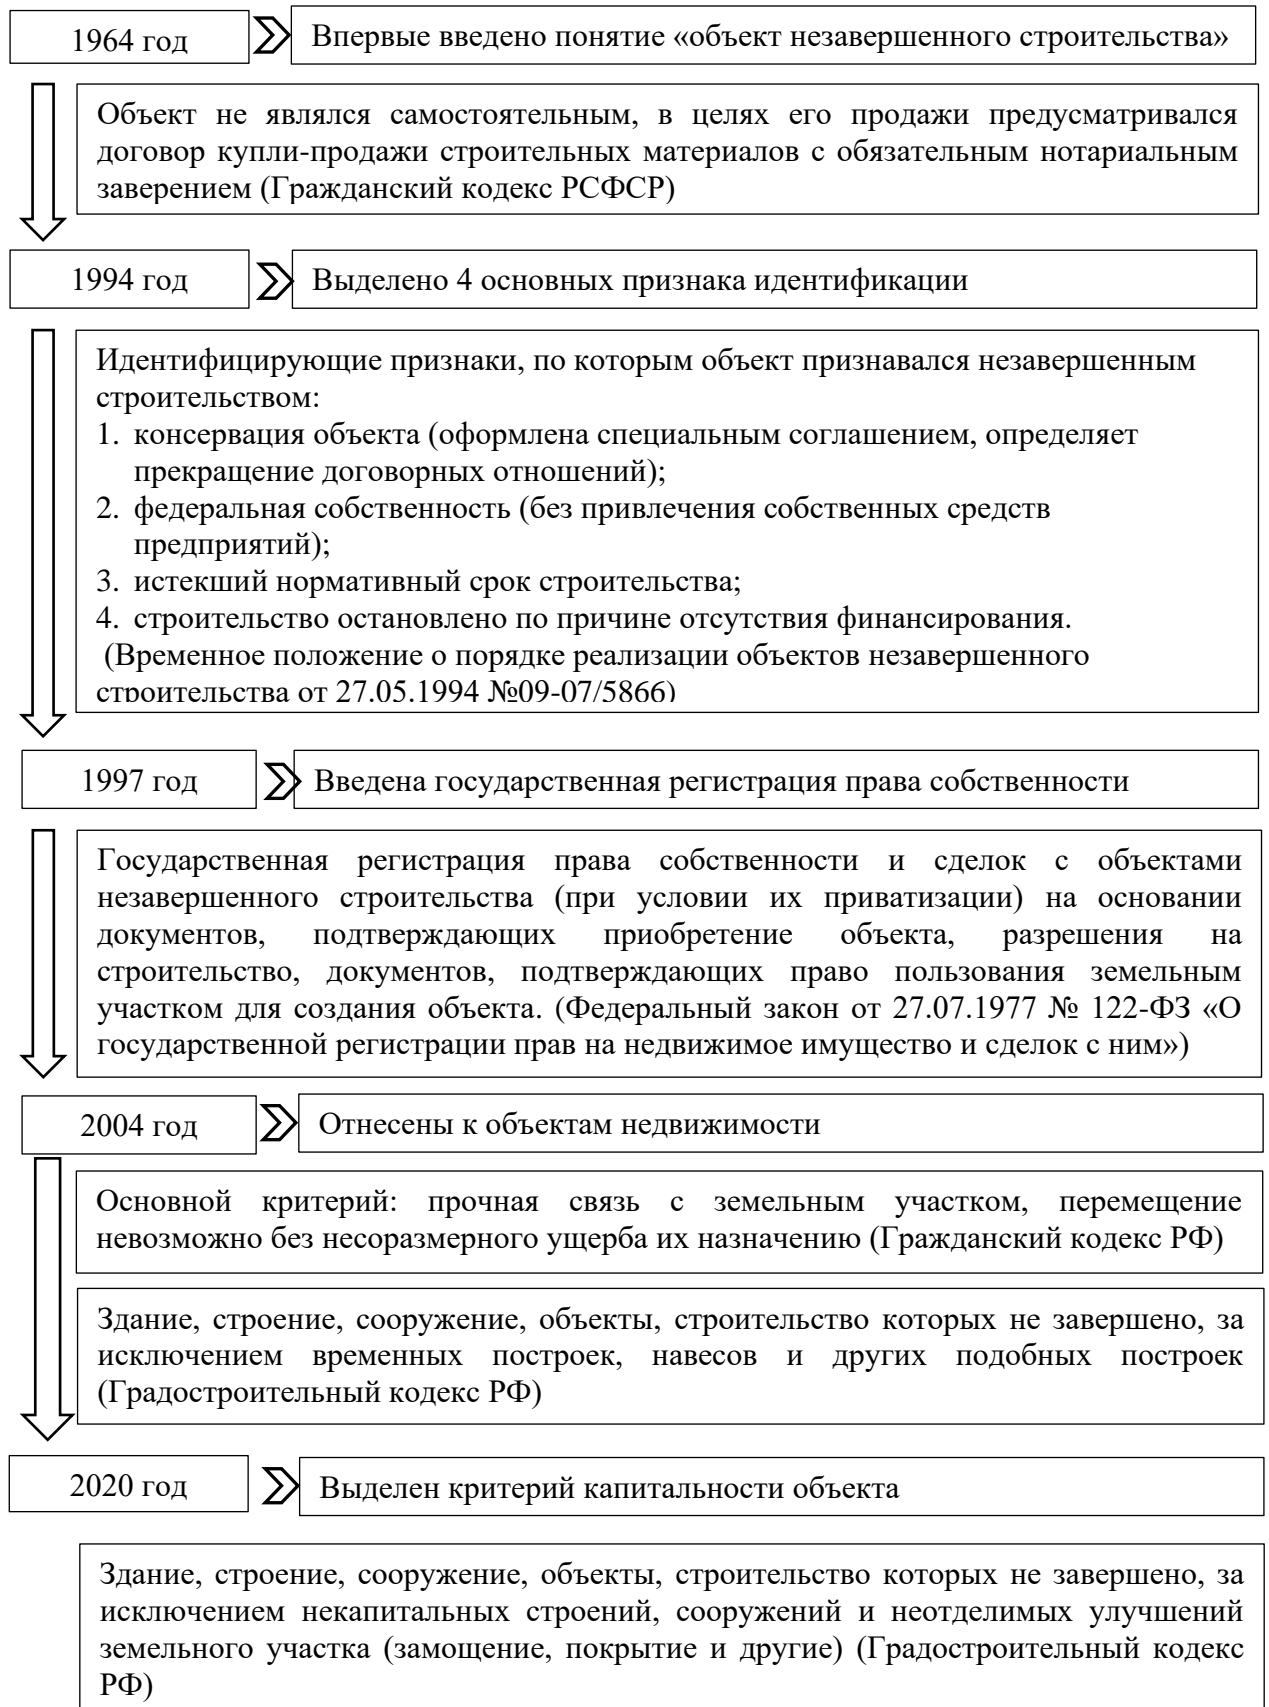 1964 год
Впервые введено понятие «объект незавершенного строительства»
Объект не являлся самостоятельным, в целях его продажи предусматривался
договор купли-продажи строительных материалов с обязательным нотариальным
заверением (Гражданский кодекс РСФСР)
1994 год
Выделено 4 основных признака идентификации
Идентифицирующие признаки, по которым объект признавался незавершенным
строительством:
1. консервация объекта (оформлена специальным соглашением, определяет
прекращение договорных отношений);
2. федеральная собственность (без привлечения собственных средств
предприятий);
3. истекший нормативный срок строительства;
4. строительство остановлено по причине отсутствия финансирования.
(Временное положение о порядке реализации объектов незавершенного
строительства от 27.05.1994 №09-07/5866)
1997 год
Введена государственная регистрация права собственности
Государственная регистрация права собственности и сделок с объектами
незавершенного строительства (при условии их приватизации) на основании
документов, подтверждающих приобретение объекта, разрешения на
строительство, документов, подтверждающих право пользования земельным
участком для создания объекта. (Федеральный закон от 27.07.1977 № 122-ФЗ «О
государственной регистрации прав на недвижимое имущество и сделок с ним»)
2004 год
Отнесены к объектам недвижимости
Основной критерий: прочная связь с земельным участком, перемещение
невозможно без несоразмерного ущерба их назначению (Гражданский кодекс РФ)
Здание, строение, сооружение, объекты, строительство которых не завершено, за
исключением временных построек, навесов и других подобных построек
(Градостроительный кодекс РФ)
2020 год
Выделен критерий капитальности объекта
Здание, строение, сооружение, объекты, строительство которых не завершено, за
исключением некапитальных строений, сооружений и неотделимых улучшений
земельного участка (замощение, покрытие и другие) (Градостроительный кодекс
РФ)